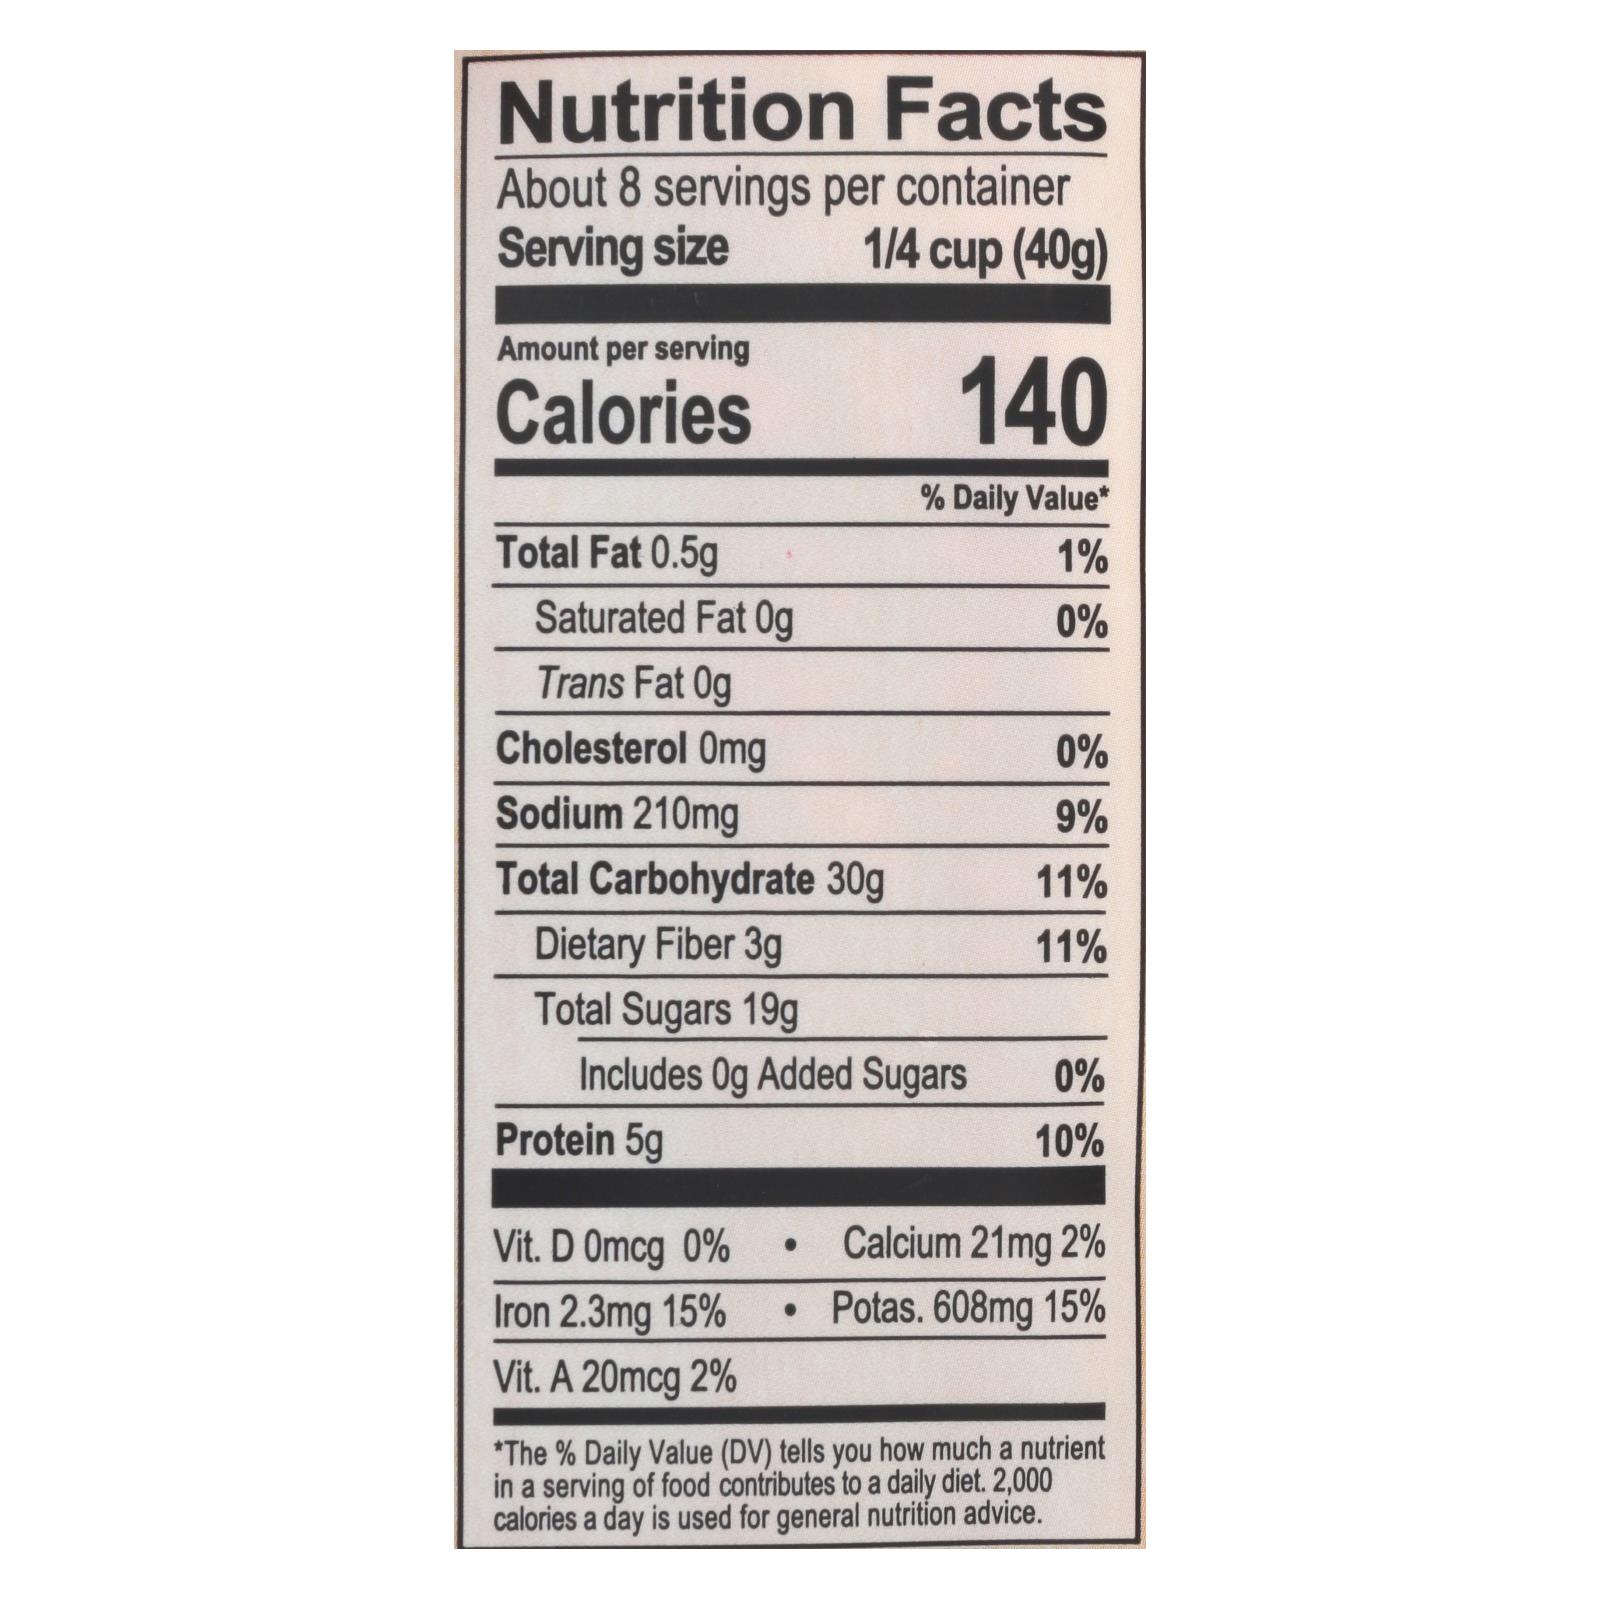 Nutrition Facts
About 8 servings per container
Serving size 1/4 cup (40g)
Amount per serving
Calories 140
% Daily Value*
Total Fat 0.5g 1%
Saturated Fat 0g 0%
Trans Fat 0g
Cholesterol 0mg 0%
Sodium 210mg 9%
Total Carbohydrate 30g 11%
Dietary Fiber 3g 11%
Total Sugars 19g
Includes 0g Added Sugars 0%
Protein 5g 10%
Vit. D 0mcg 0% • Calcium 21mg 2%
Iron 2.3mg 15% • Potas. 608mg 15%
Vit. A 20mcg 2%
*The % Daily Value (DV) tells you how much a nutrient
in a serving of food contributes to a daily diet. 2,000
calories a day is used for general nutrition advice.